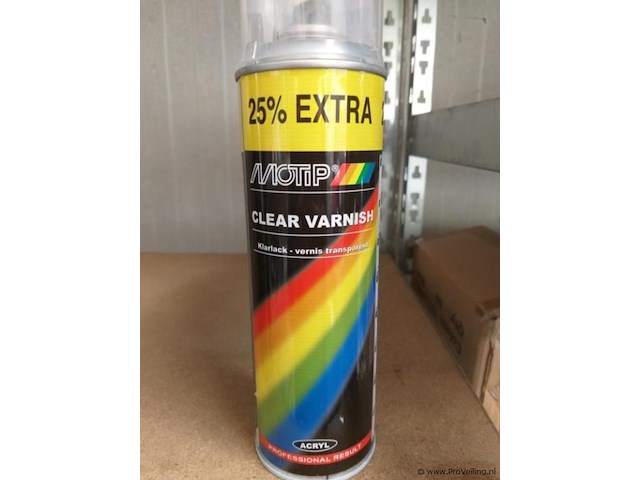 25% EXTRA
MOTIP®
CLEAR VARNISH
Klarlack - vernis transparent
ACRYL
PROFESSIONAL RESULT
© www.ProVeiling.nl